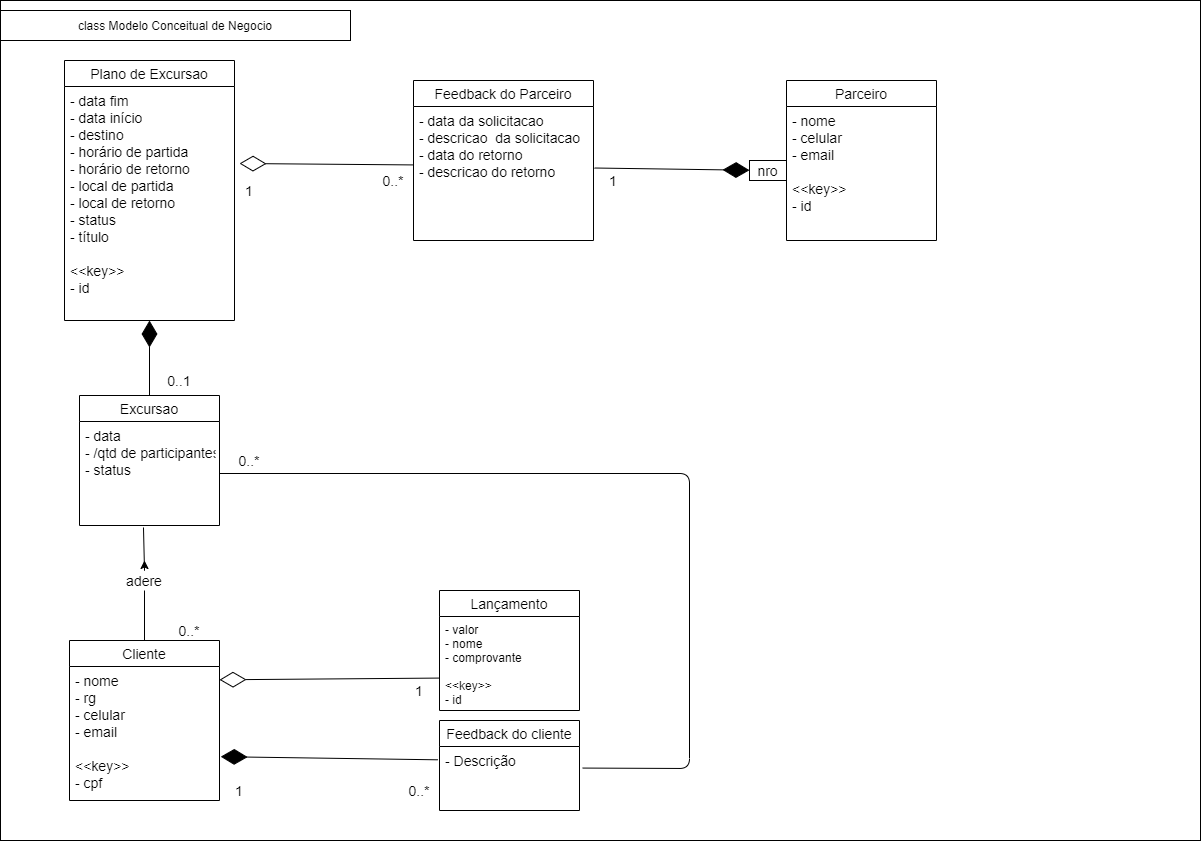 class Modelo Conceitual de Negocio
Plano de Excursao
- data fim
- data início
- destino
- horário de partida
- horário de retorno
- local de partida
- local de retorno
- status
- título
<<key>>
- id
1
0..*
Feedback do Parceiro
- data da solicitacao
- descricao  da solicitacao
- data do retorno
- descricao do retorno
1
nro
Parceiro
- nome
- celular
- email
<<key>>
- id
0..1
Excursao
- data
- /qtd de participantes
- status
0..*
adere
0..*
Cliente
- nome
- rg
- celular
- email
<<key>>
- cpf
1
Lançamento
- valor
- nome
- comprovante
<<key>>
- id
1
0..*
Feedback do cliente
- Descrição